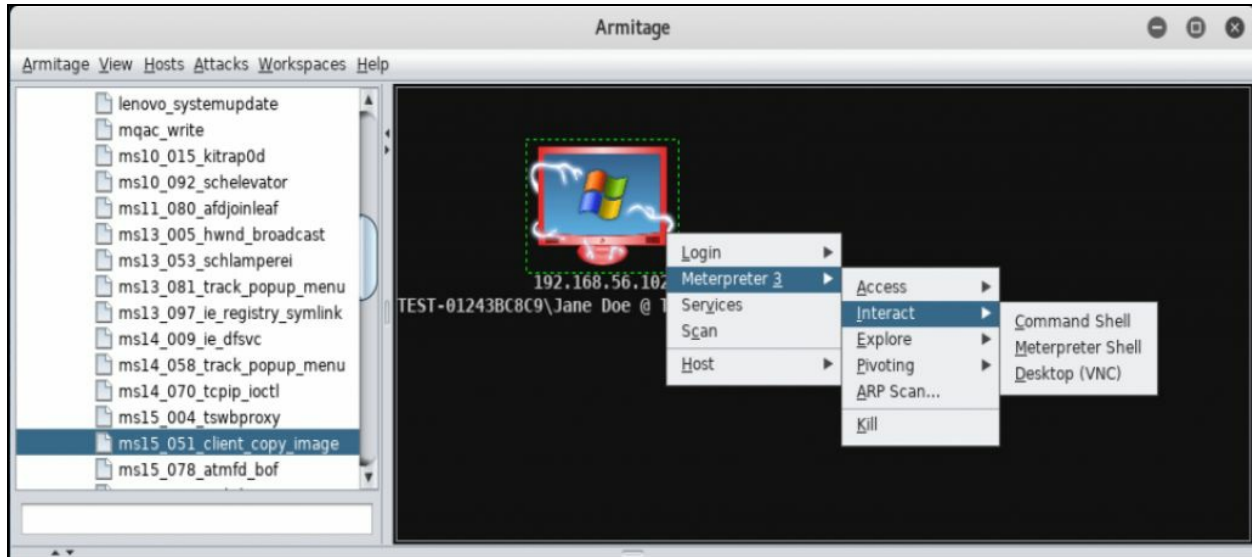 Armitage
Armitage View Hosts Attacks Workspaces Help
lenovo_systemupdate
mqac_write
ms10_015_kitrap0d
ms10_092_schelevator
ms11_080_afdjoinleaf
ms13_005_hwnd_broadcast
ms13_053_schlamperei
ms13_081_track_popup_menu
ms13_097_ie_registry_symlink
ms14_009_ie_dfsvc
ms14_058_track_popup_menu
ms14_070_tcpip_ioctl
ms15_004_tswbproxy
ms15_051_client_copy_image
ms15_078_atmfd_bof
192.168.56.102
TEST-01243BC8C9\Jane Doe @
Login
Meterpreter 3
Services
Scan
Host
Access
Interact
Explore
Pivoting
ARP Scan...
Kill
Command Shell
Meterpreter Shell
Desktop (VNC)